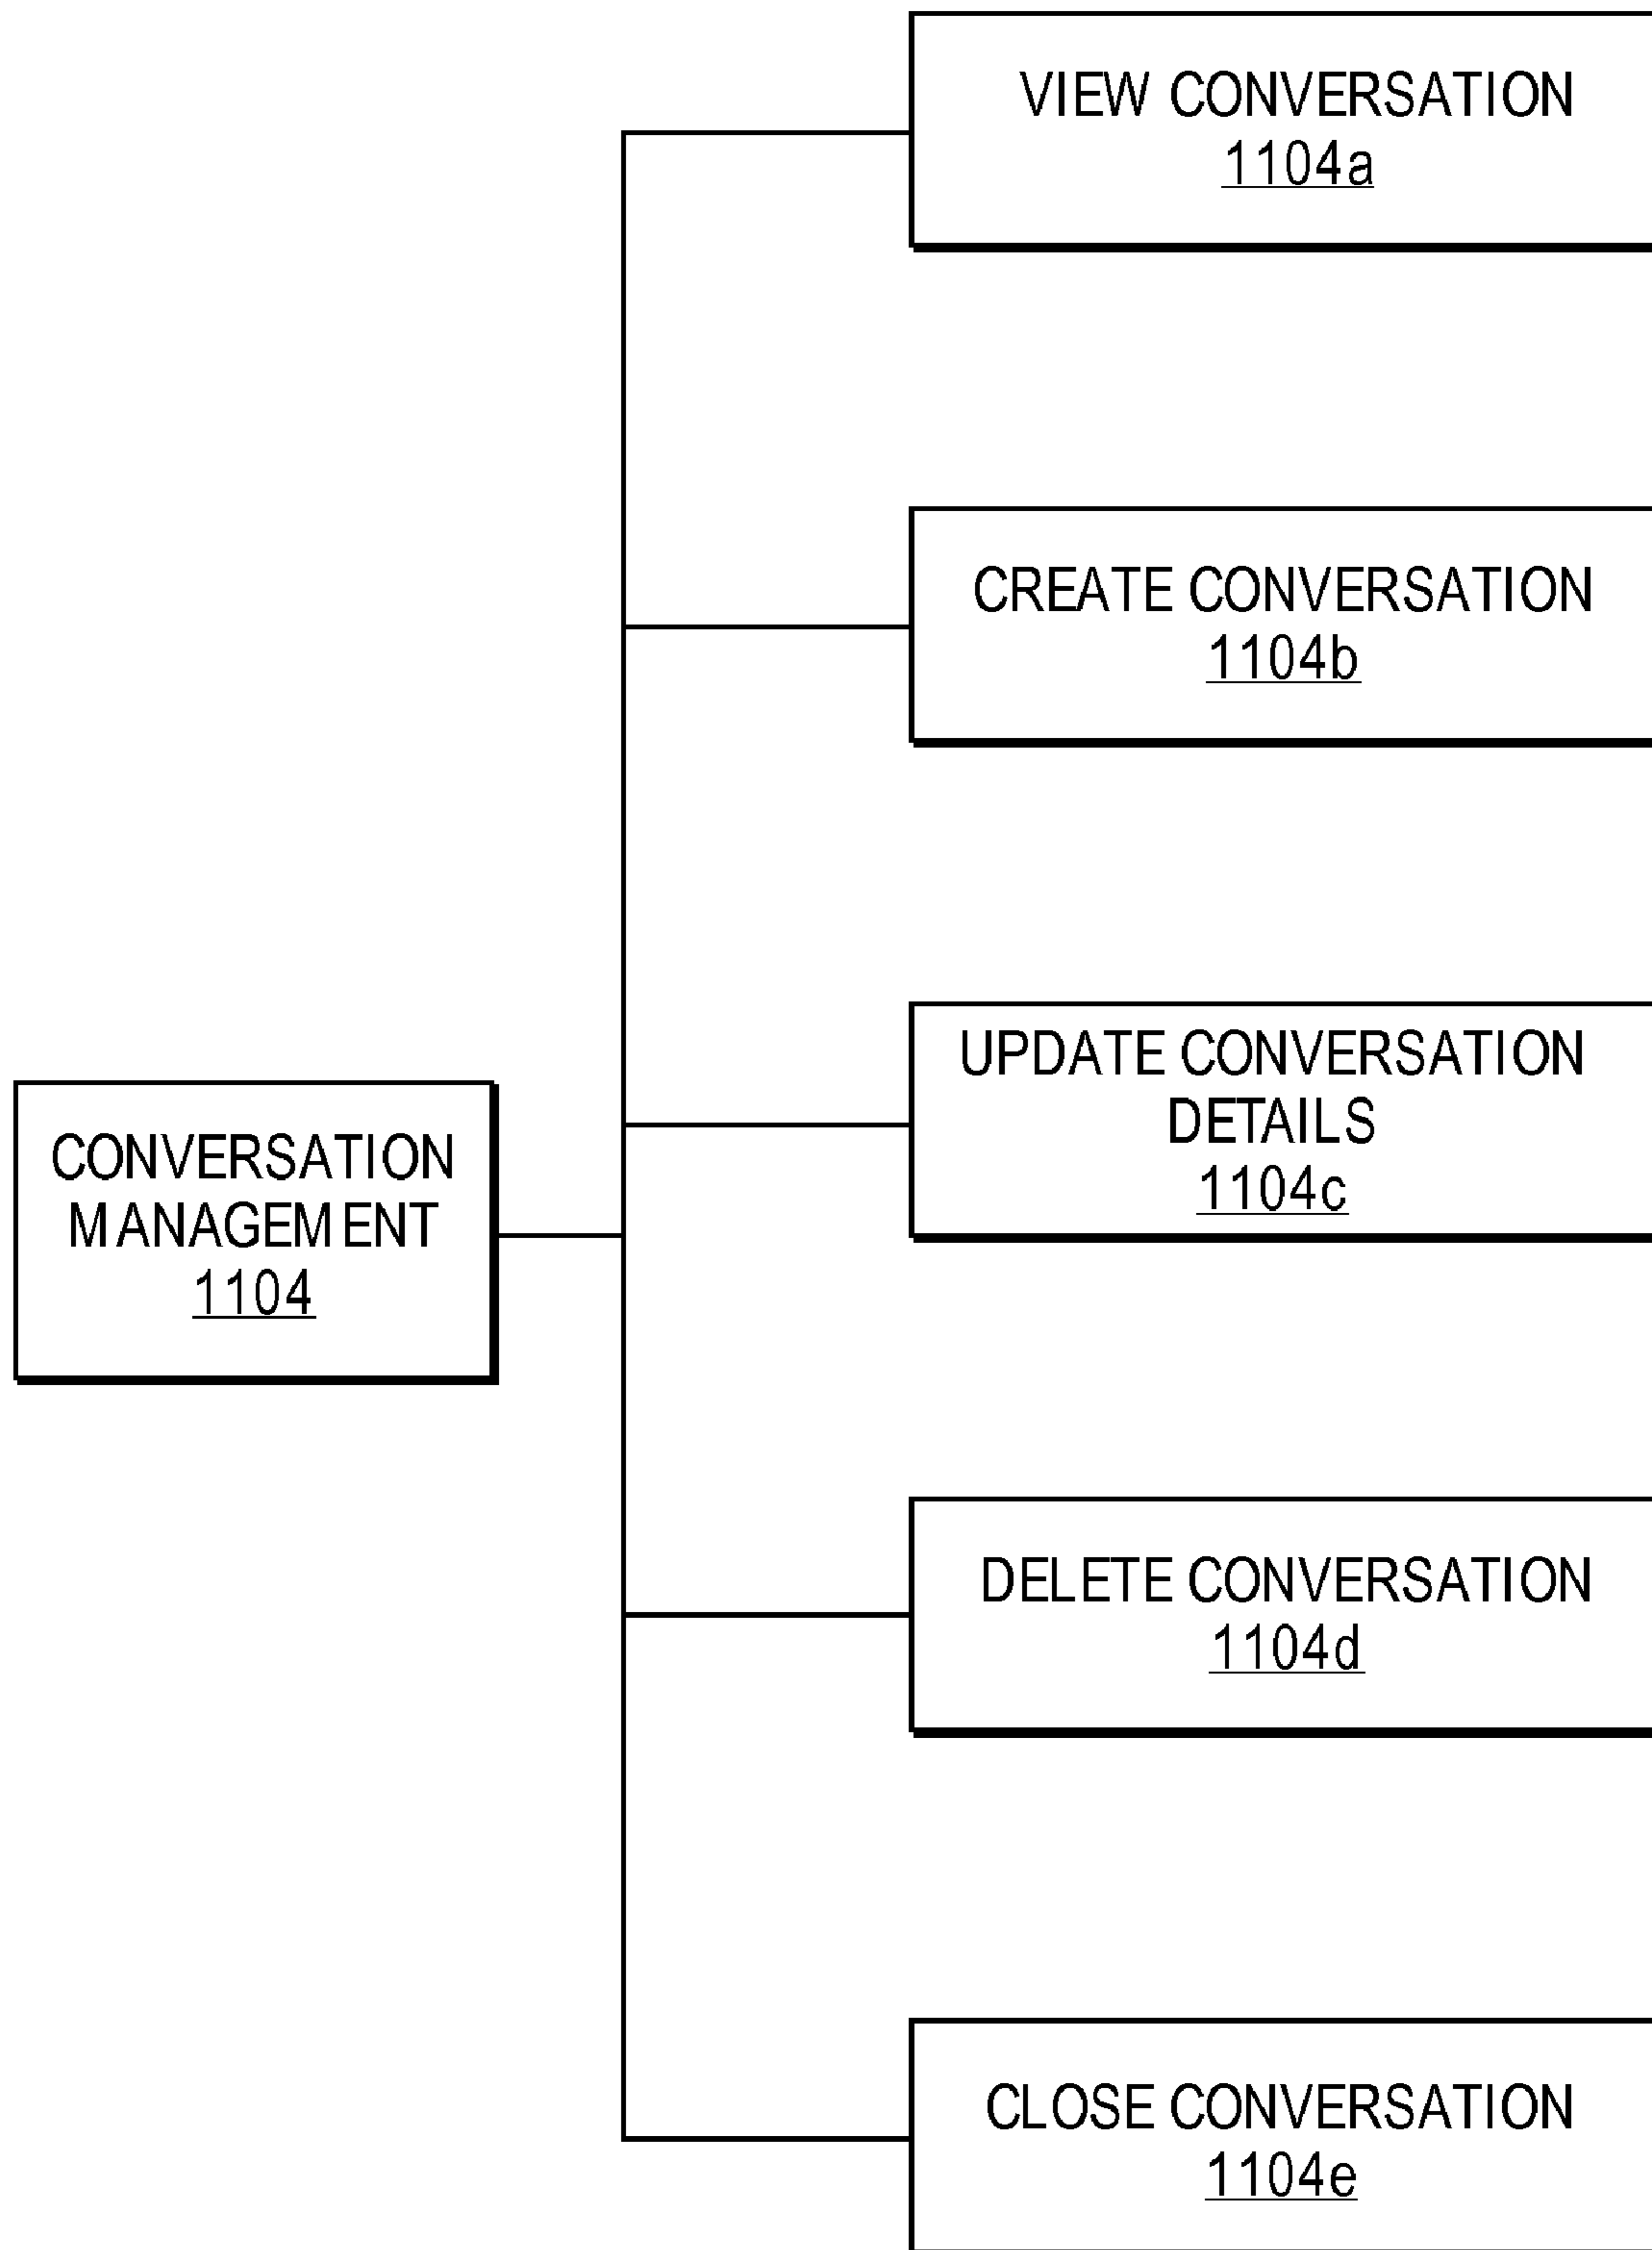 VIEW CONVERSATION
1104a
CREATE CONVERSATION
1104b
UPDATE CONVERSATION
DETAILS
1104c
CONVERSATION
MANAGEMENT
1104
DELETE CONVERSATION
1104d
CLOSE CONVERSATION
1104e